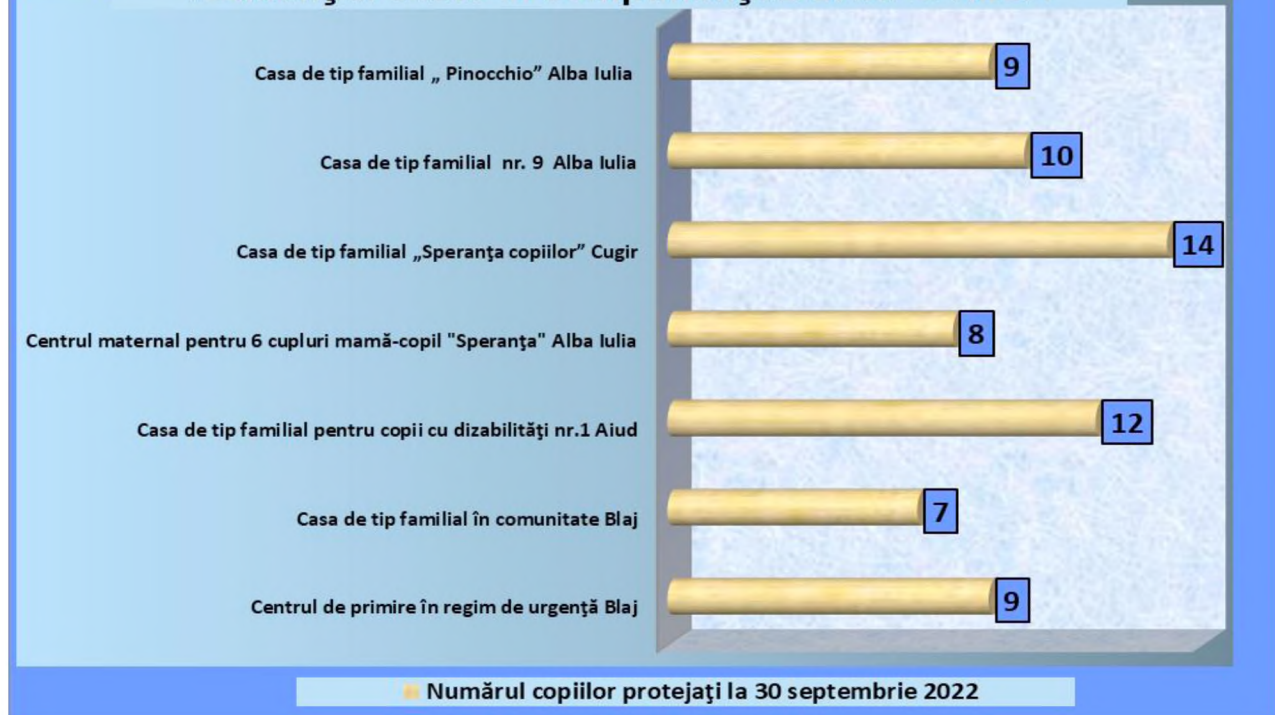 Casa de tip familial „ Pinocchio” Alba Iulia
9
Casa de tip familial nr. 9 Alba Iulia
10
Casa de tip familial „Speranţa copiilor” Cugir
14
Centrul maternal pentru 6 cupluri mamă-copil "Speranţa" Alba Iulia
8
Casa de tip familial pentru copii cu dizabilităţi nr.1 Aiud
12
Casa de tip familial în comunitate Blaj
7
Centrul de primire în regim de urgenţă Blaj
9
Numărul copiilor protejaţi la 30 septembrie 2022